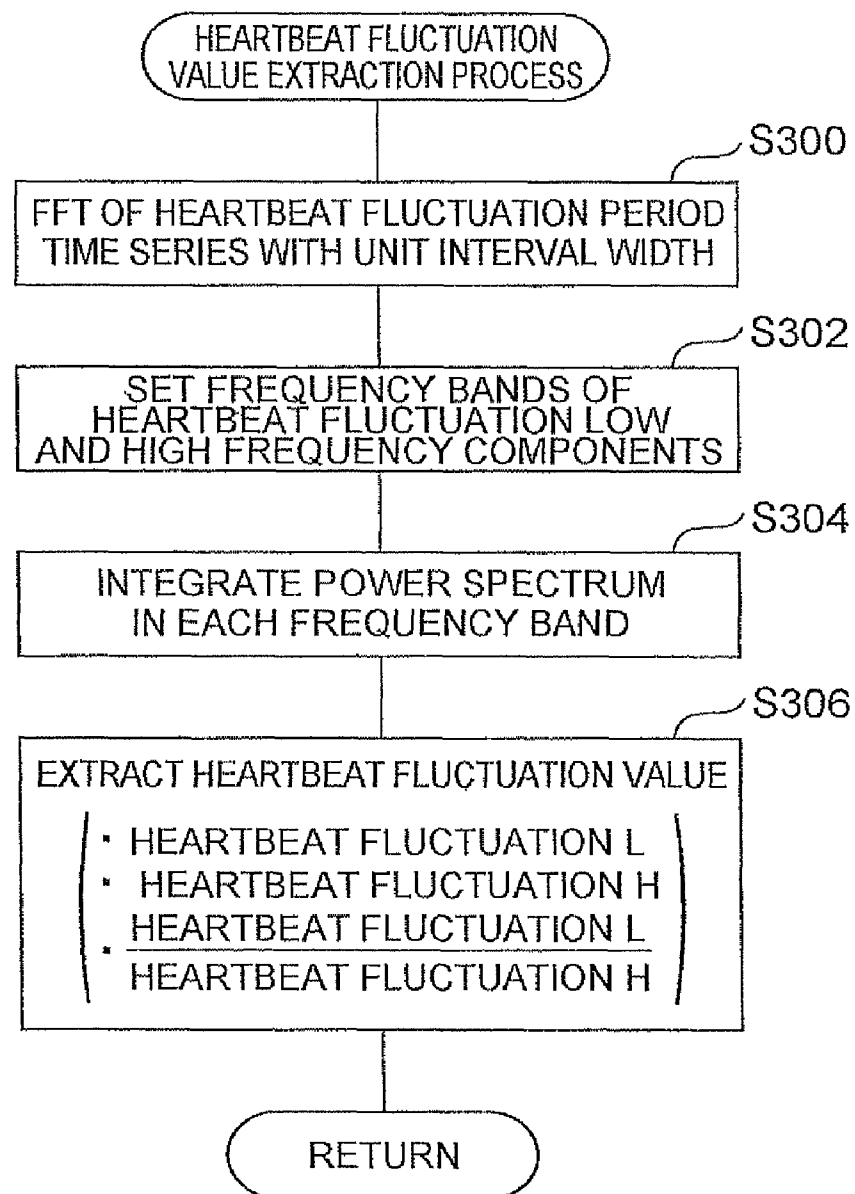 HEARTBEAT FLUCTUATION
VALUE EXTRACTION PROCESS
S300
FFT OF HEARTBEAT FLUCTUATION PERIOD
TIME SERIES WITH UNIT INTERVAL WIDTH
S302
SET FREQUENCY BANDS OF
HEARTBEAT FLUCTUATION LOW
AND HIGH FREQUENCY COMPONENTS
S304
INTEGRATE POWER SPECTRUM
IN EACH FREQUENCY BAND
S306
EXTRACT HEARTBEAT FLUCTUATION VALUE
· HEARTBEAT FLUCTUATION L
· HEARTBEAT FLUCTUATION H
· HEARTBEAT FLUCTUATION L
HEARTBEAT FLUCTUATION H
RETURN